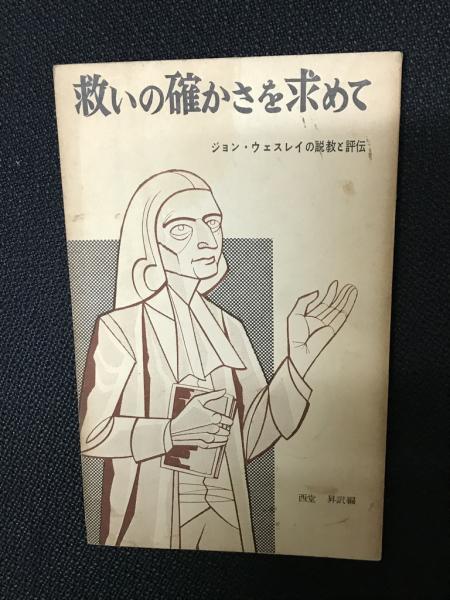 救いの確かさを求めて
ジョン・ウェスレイの説教と評伝
西堂 昇訳編